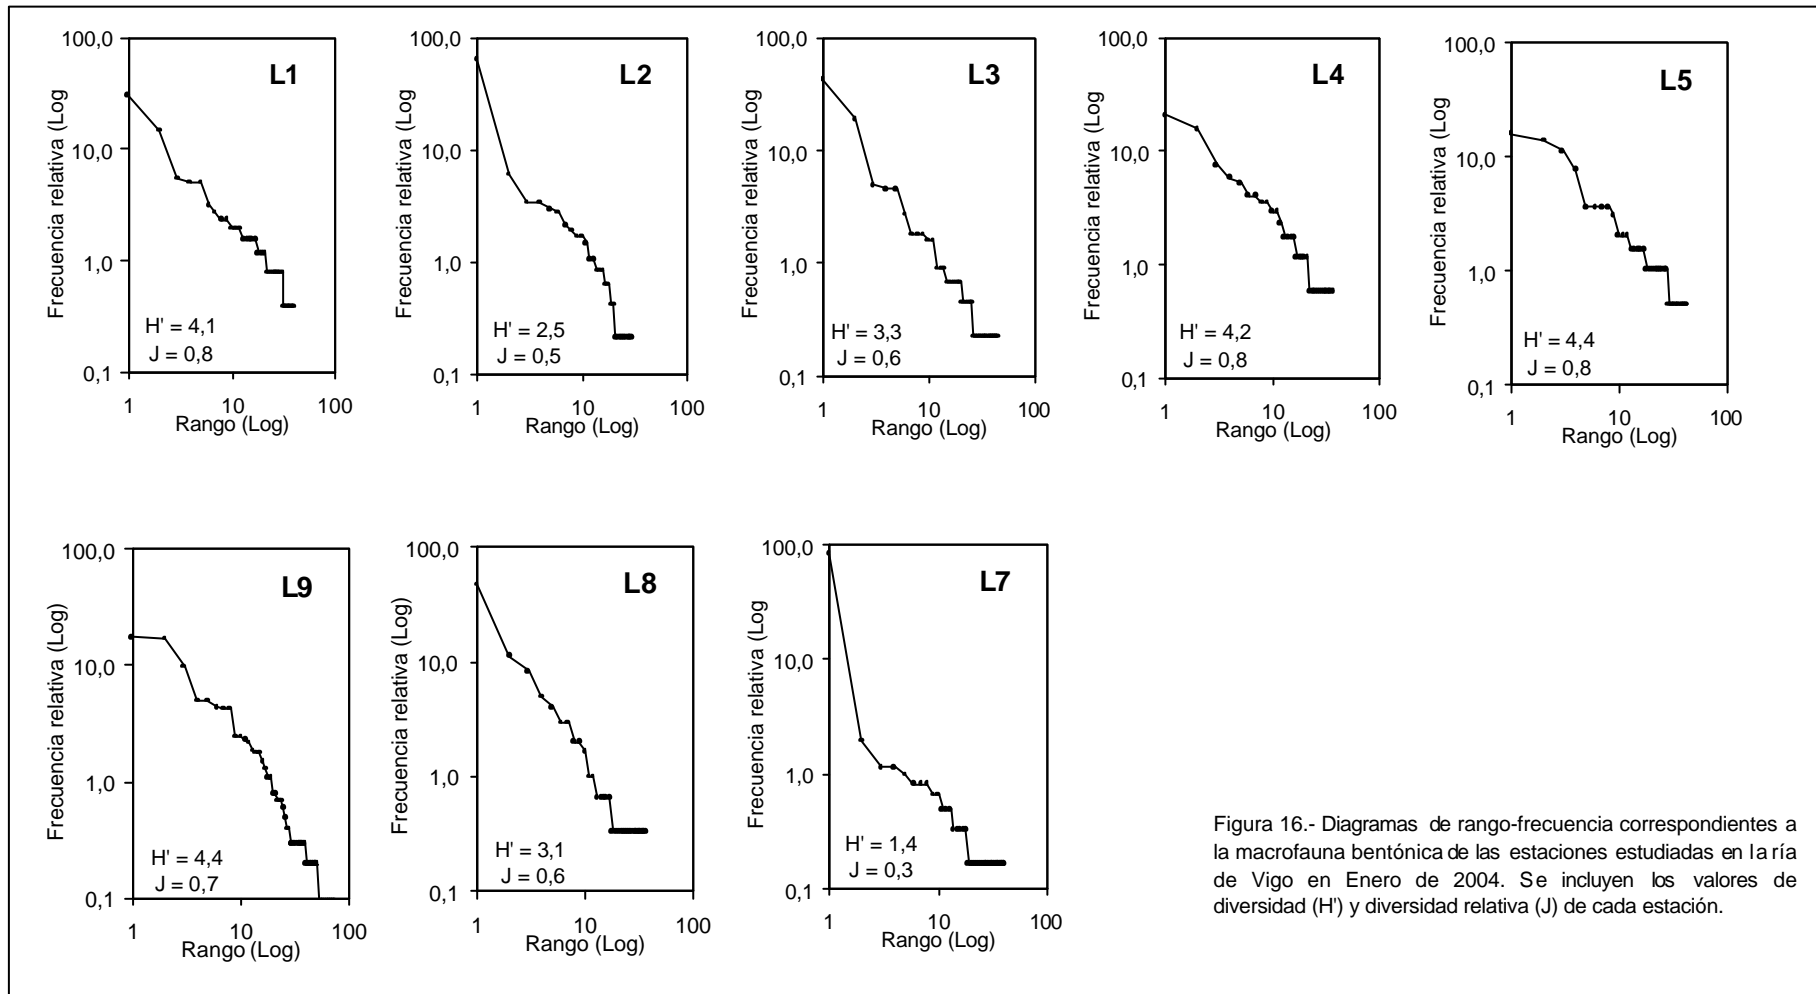 L1
Frecuencia relativa (Log
100,0
10,0
1,0
0,1
H' = 4,1
J = 0,8
1 10 100
Rango (Log)
L2
Frecuencia relativa (Log
100,0
10,0
1,0
0,1
H' = 2,5
J = 0,5
1 10 100
Rango (Log)
L3
Frecuencia relativa (Log
100,0
10,0
1,0
0,1
H' = 3,3
J = 0,6
1 10 100
Rango (Log)
L4
Frecuencia relativa (Log
100,0
10,0
1,0
0,1
H' = 4,2
J = 0,8
1 10 100
Rango (Log)
L5
Frecuencia relativa (Log
100,0
10,0
1,0
0,1
H' = 4,4
J = 0,8
1 10 100
Rango (Log)
L9
Frecuencia relativa (Log)
100,0
10,0
1,0
0,1
H' = 4,4
J = 0,7
1 10 100
Rango (Log)
L8
Frecuencia relativa (Log)
100,0
10,0
1,0
0,1
H' = 3,1
J = 0,6
1 10 100
Rango (Log)
L7
Frecuencia relativa (Log
100,0
10,0
1,0
0,1
H' = 1,4
J = 0,3
1 10 100
Rango (Log)
Figura 16.- Diagramas de rango-frecuencia correspondientes a
la macrofauna bentónica de las estaciones estudiadas en la ría
de Vigo en Enero de 2004. Se incluyen los valores de
diversidad (H') y diversidad relativa (J) de cada estación.